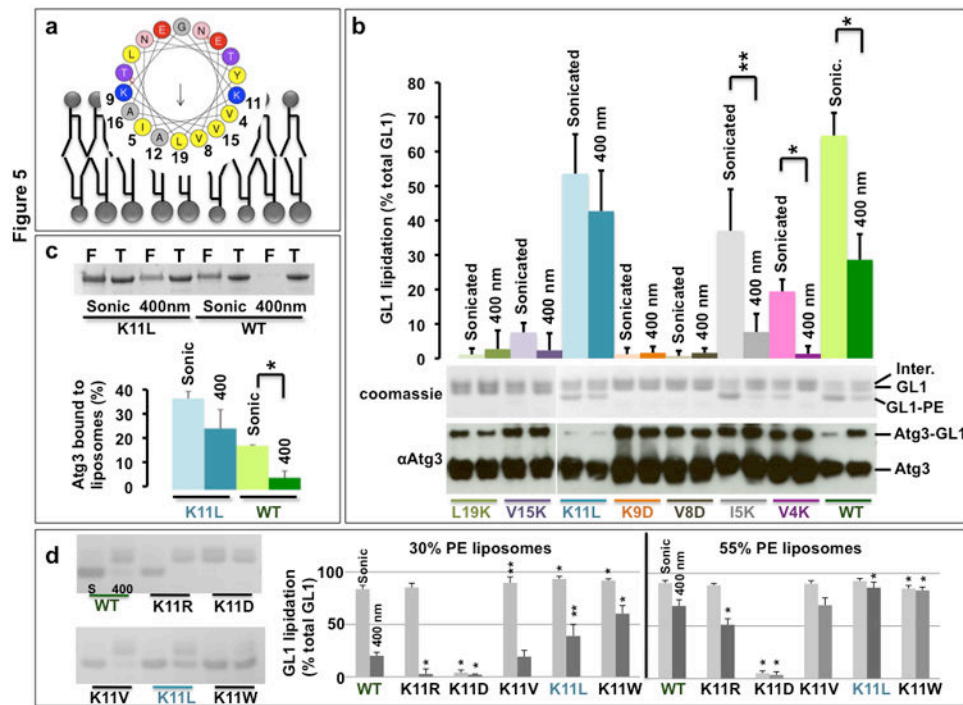 Figure 5
a
N E G N E
L T
T Y
K K
9 11
A V
16 4
I V
5 15
A L V
12 19 8
b
GL1 lipidation (% total GL1)
80
70
60
50
40
30
20
10
0
Sonicated
400 nm
Sonicated
400 nm
Sonicated
400 nm
Sonicated
400 nm
Sonicated
400 nm
Sonicated
400 nm
**
Sonicated
400 nm
*
Sonic.
400 nm
*
coomassie
Inter.
GL1
GL1-PE
αAtg3
Atg3-GL1
Atg3
L19K V15K K11L K9D V8D I5K V4K WT
c
F T F T F T F T
Sonic 400nm Sonic 400nm
K11L WT
Atg3 bound to
liposomes (%)
40
30
20
10
0
Sonic
400
Sonic
400
*
K11L WT
d
S 400
WT K11R K11D
K11V K11L K11W
GL1 lipidation
(% total GL1)
30% PE liposomes
100
50
0
Sonic
400 nm
* * * ** * ** * *
WT K11R K11D K11V K11L K11W
55% PE liposomes
Sonic
400 nm
* * * * * *
WT K11R K11D K11V K11L K11W